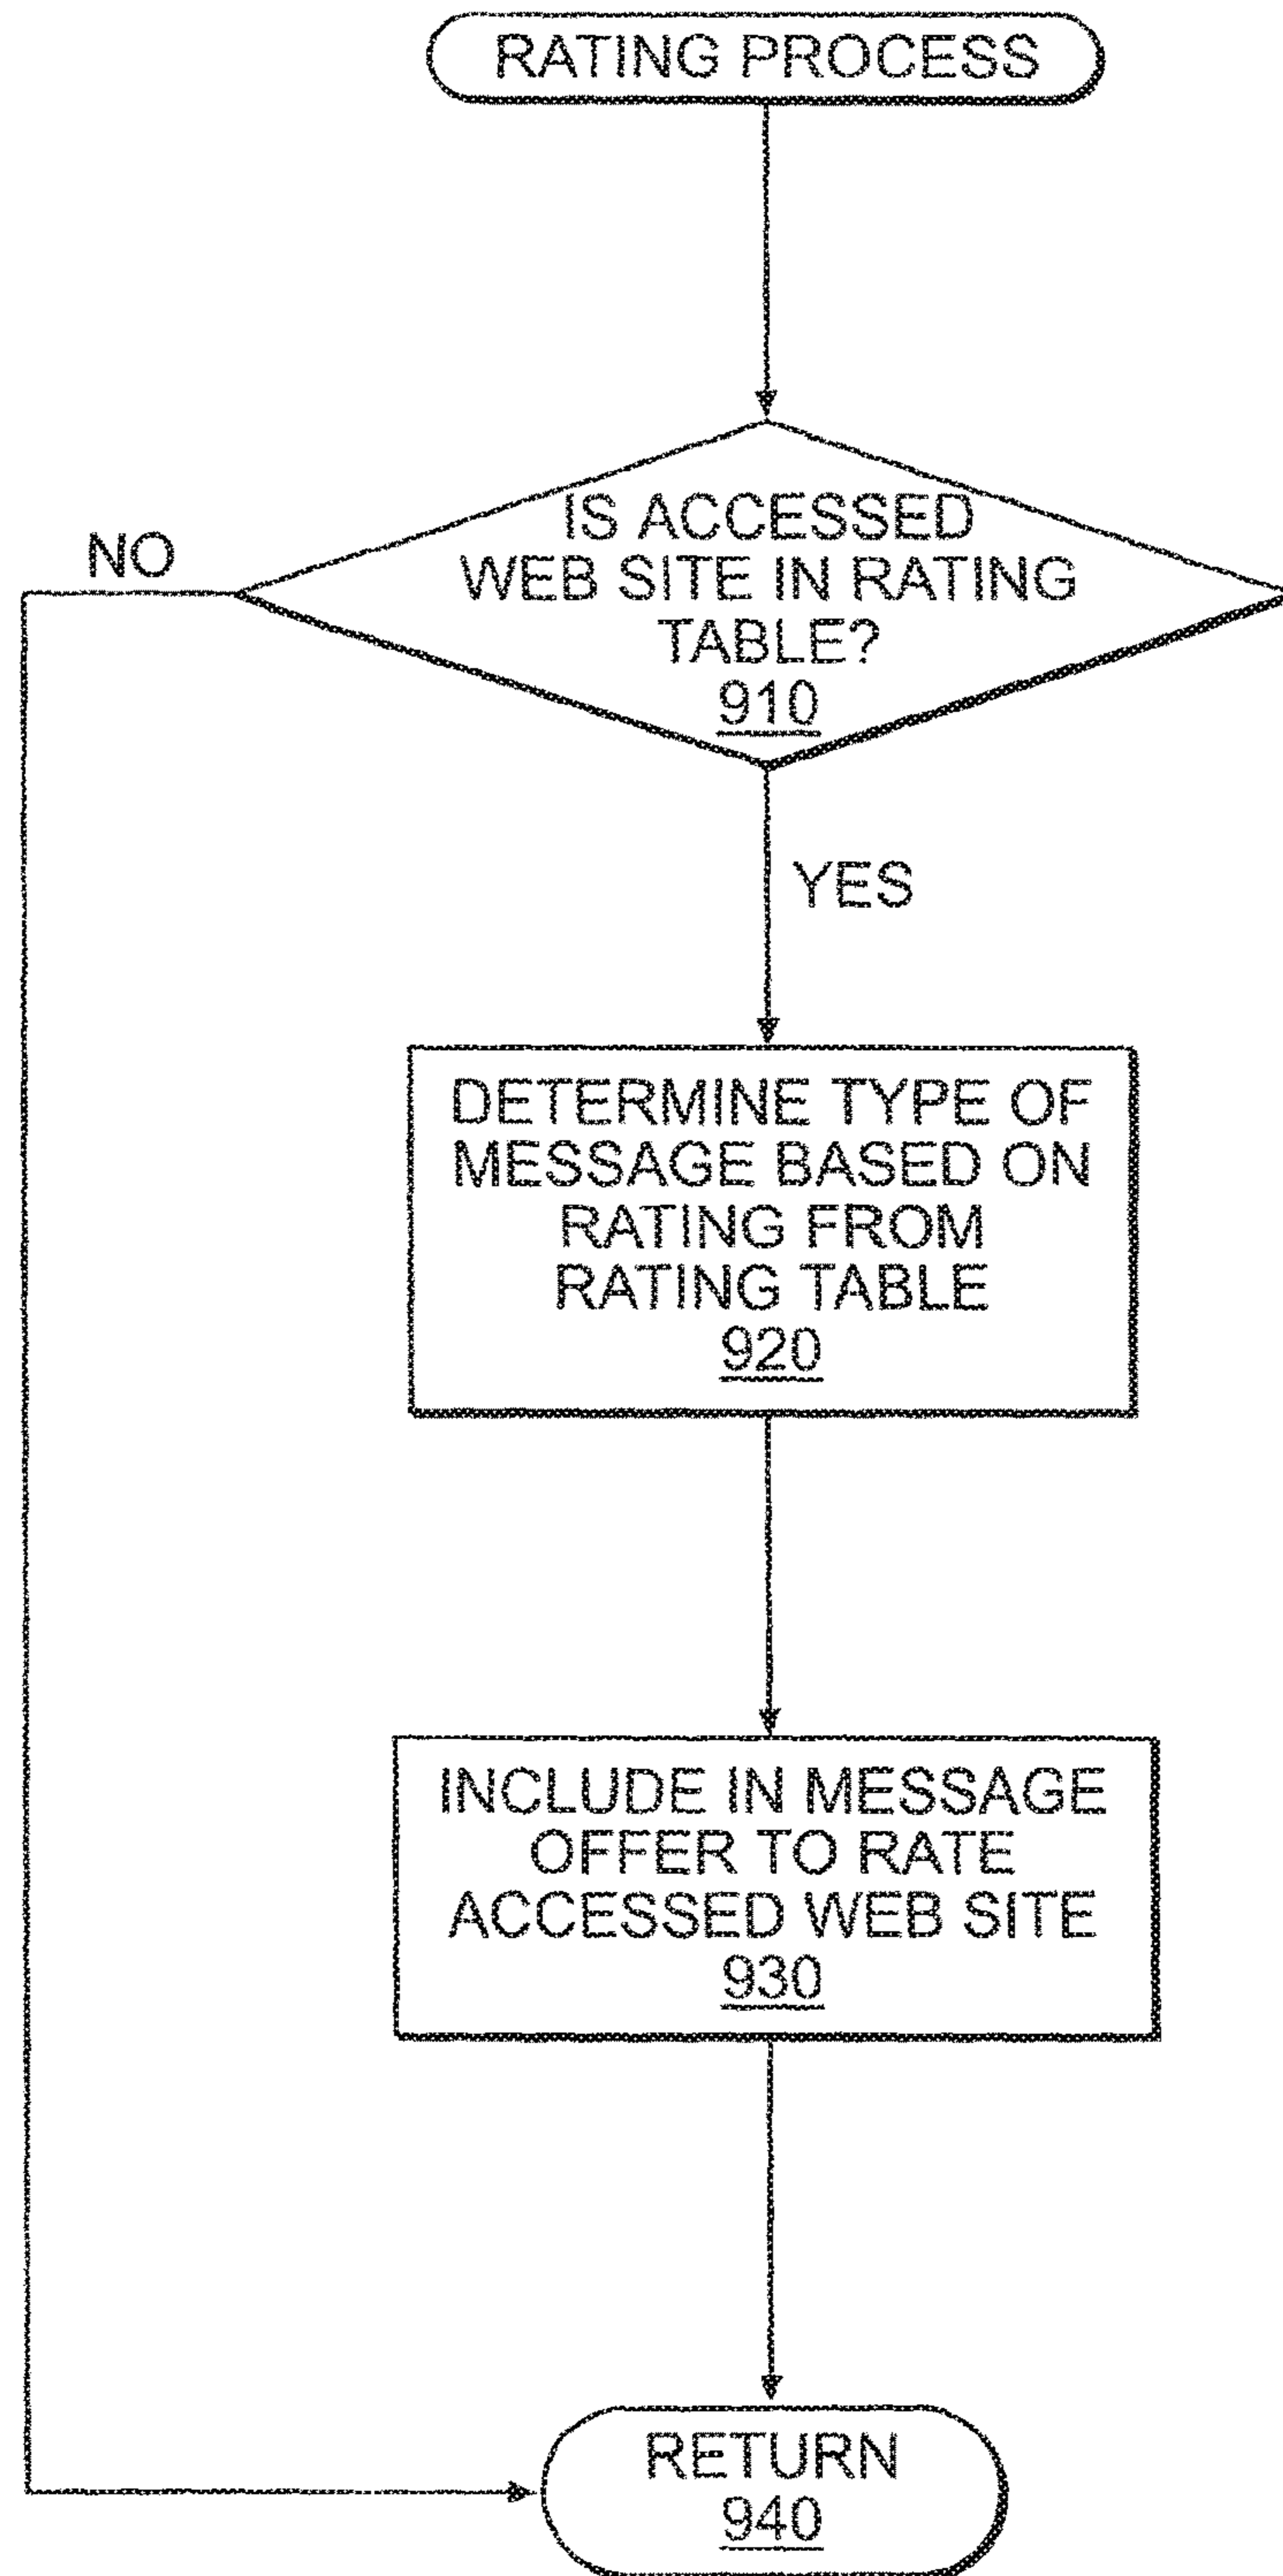 RATING PROCESS
IS ACCESSED
WEB SITE IN RATING
TABLE?
910
NO
YES
DETERMINE TYPE OF
MESSAGE BASED ON
RATING FROM
RATING TABLE
920
INCLUDE IN MESSAGE
OFFER TO RATE
ACCESSED WEB SITE
930
RETURN
940